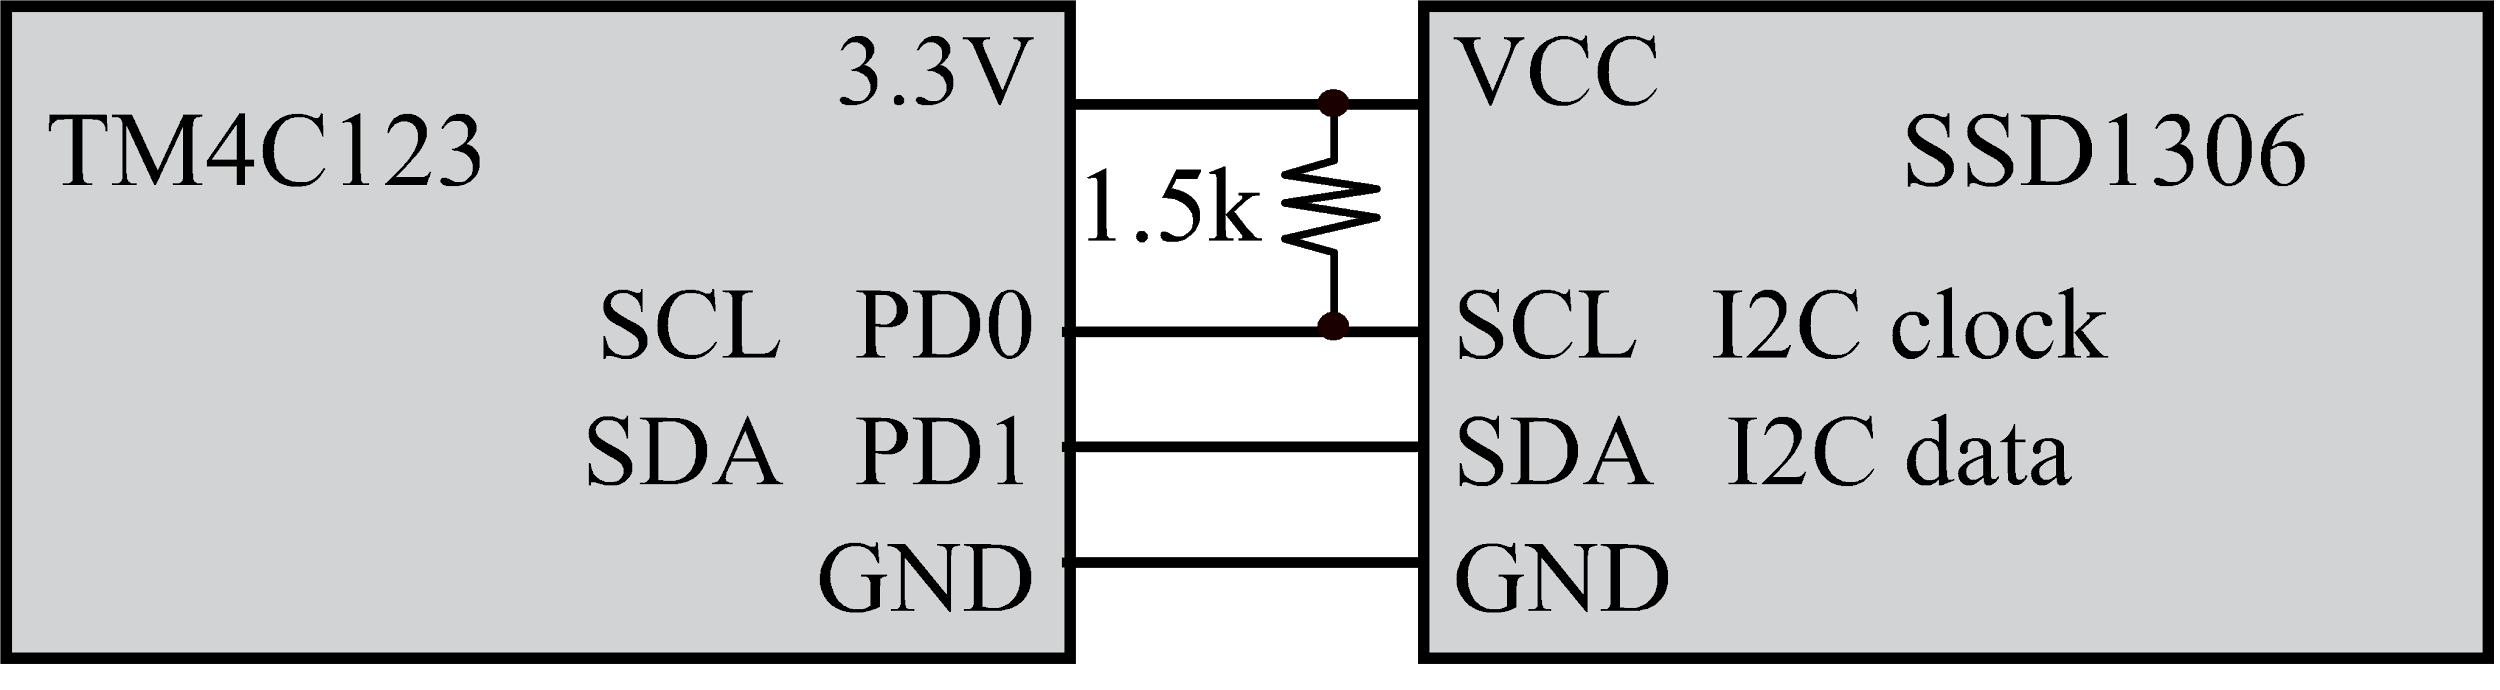 3.3V VCC
TM4C123 SSD1306
1.5k
SCL PD0 SCL I2C clock
SDA PD1 SDA I2C data
GND GND